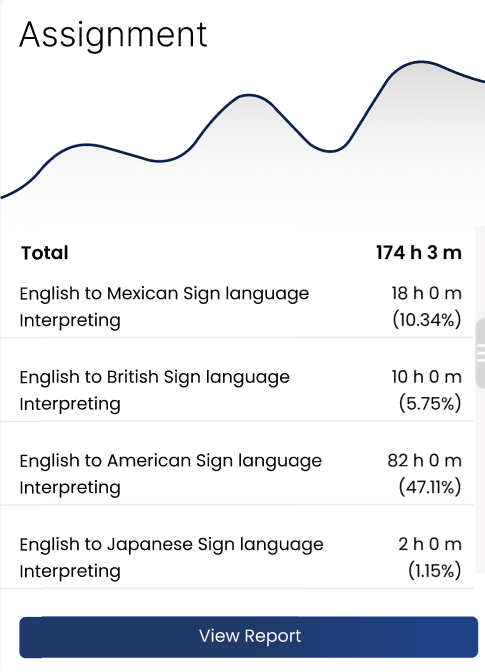 Assignment
Total 174 h 3 m
English to Mexican Sign language 18 h 0 m
Interpreting (10.34%)
English to British Sign language 10 h 0 m
Interpreting (5.75%)
English to American Sign language 82 h 0 m
Interpreting (47.11%)
English to Japanese Sign language 2 h 0 m
Interpreting (1.15%)
View Report